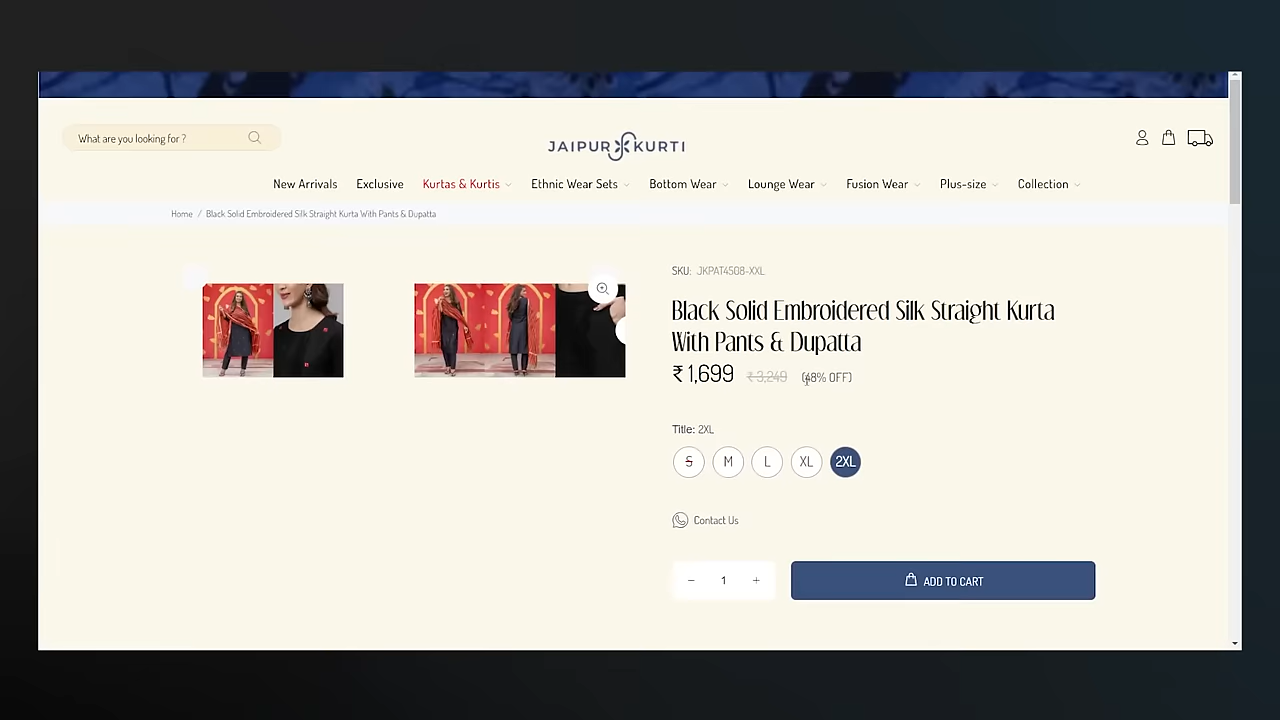 What are you looking for ?
JAIPUR KURTI
New Arrivals Exclusive Kurtas & Kurtis Ethnic Wear Sets Bottom Wear Lounge Wear Fusion Wear Plus-size Collection
Home / Black Solid Embroidered Silk Straight Kurta With Pants & Dupatta
SKU: JKPAT4508-XXL
Black Solid Embroidered Silk Straight Kurta
With Pants & Dupatta
₹ 1,699 ₹ 3,249 (48% OFF)
Title: 2XL
S M L XL 2XL
Contact Us
− 1 + ADD TO CART